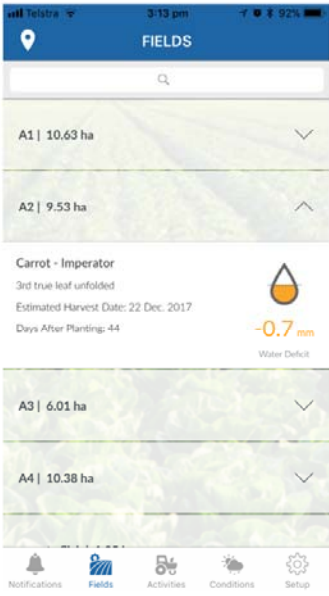 Telstra 3:13 pm 92%
FIELDS
A1 | 10.63 ha
A2 | 9.53 ha
Carrot - Imperator
3rd true leaf unfolded
Estimated Harvest Date: 22 Dec. 2017
Days After Planting: 44
-0.7 mm
Water Deficit
A3 | 6.01 ha
A4 | 10.38 ha
Notifications Fields Activities Conditions Setup